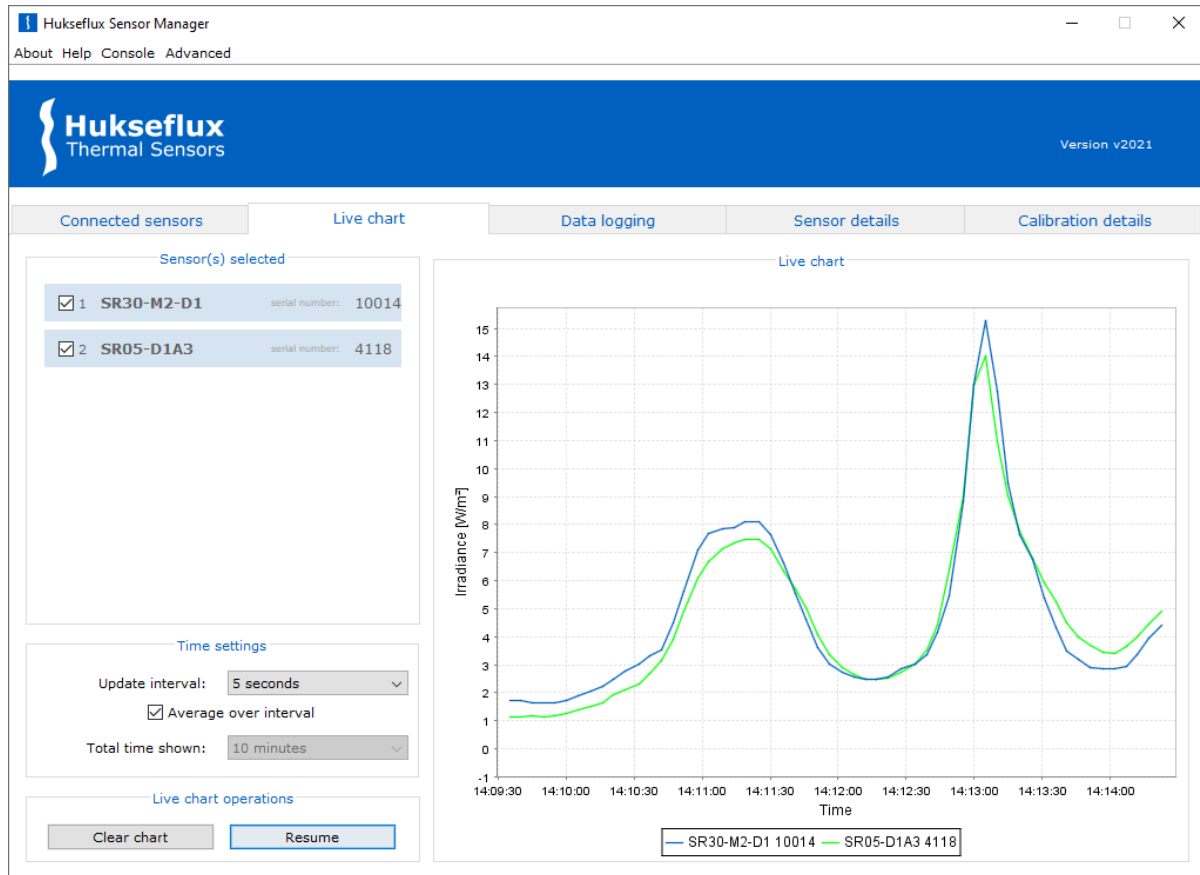 Hukseflux Sensor Manager
About Help Console Advanced
Hukseflux
Thermal Sensors
Version v2021
Connected sensors
Live chart
Data logging
Sensor details
Calibration details
Sensor(s) selected
1 SR30-M2-D1 serial number: 10014
2 SR05-D1A3 serial number: 4118
Time settings
Update interval: 5 seconds
Average over interval
Total time shown: 10 minutes
Live chart operations
Clear chart
Resume
Live chart
Irradiance [W/m²]
15
14
13
12
11
10
9
8
7
6
5
4
3
2
1
0
-1
14:09:30 14:10:00 14:10:30 14:11:00 14:11:30 14:12:00 14:12:30 14:13:00 14:13:30 14:14:00
Time
SR30-M2-D1 10014 SR05-D1A3 4118